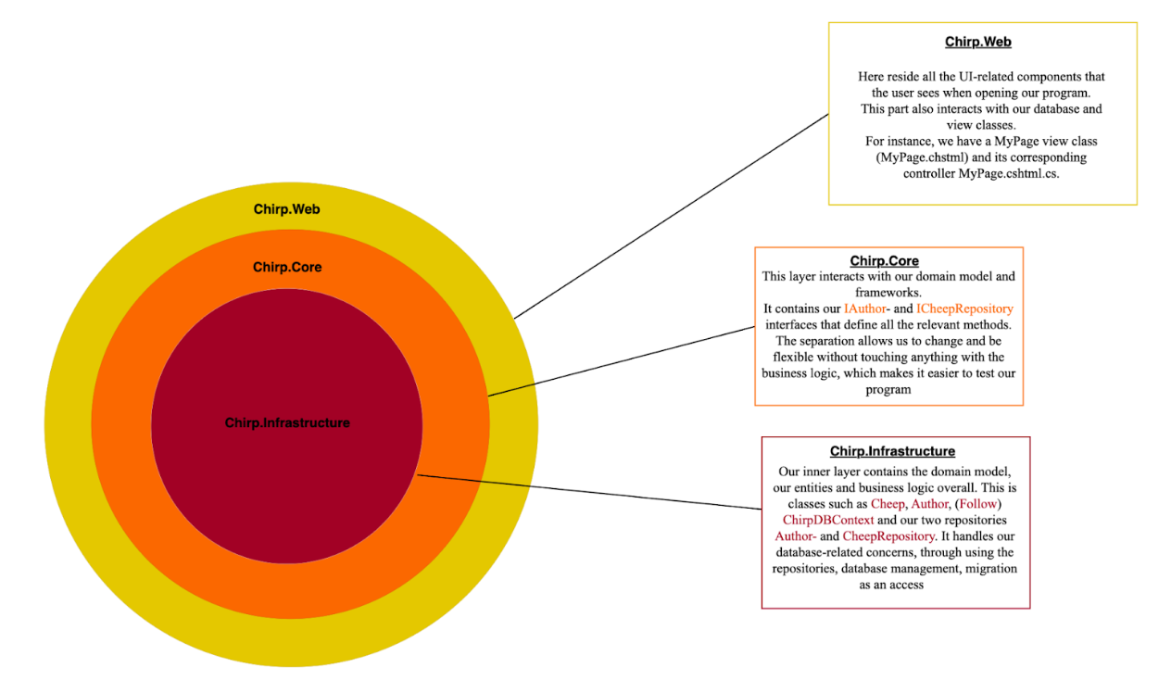 Chirp.Web
Here reside all the UI-related components that
the user sees when opening our program.
This part also interacts with our database and
view classes.
For instance, we have a MyPage view class
(MyPage.chstml) and its corresponding
controller MyPage.cshtml.cs.
Chirp.Web
Chirp.Core
Chirp.Infrastructure
Chirp.Core
This layer interacts with our domain model and
frameworks.
It contains our IAuthor- and ICheepRepository
interfaces that define all the relevant methods.
The separation allows us to change and be
flexible without touching anything with the
business logic, which makes it easier to test our
program
Chirp.Infrastructure
Our inner layer contains the domain model,
our entities and business logic overall. This is
classes such as Cheep, Author, (Follow)
ChirpDBContext and our two repositories
Author- and CheepRepository. It handles our
database-related concerns, through using the
repositories, database management, migration
as an access